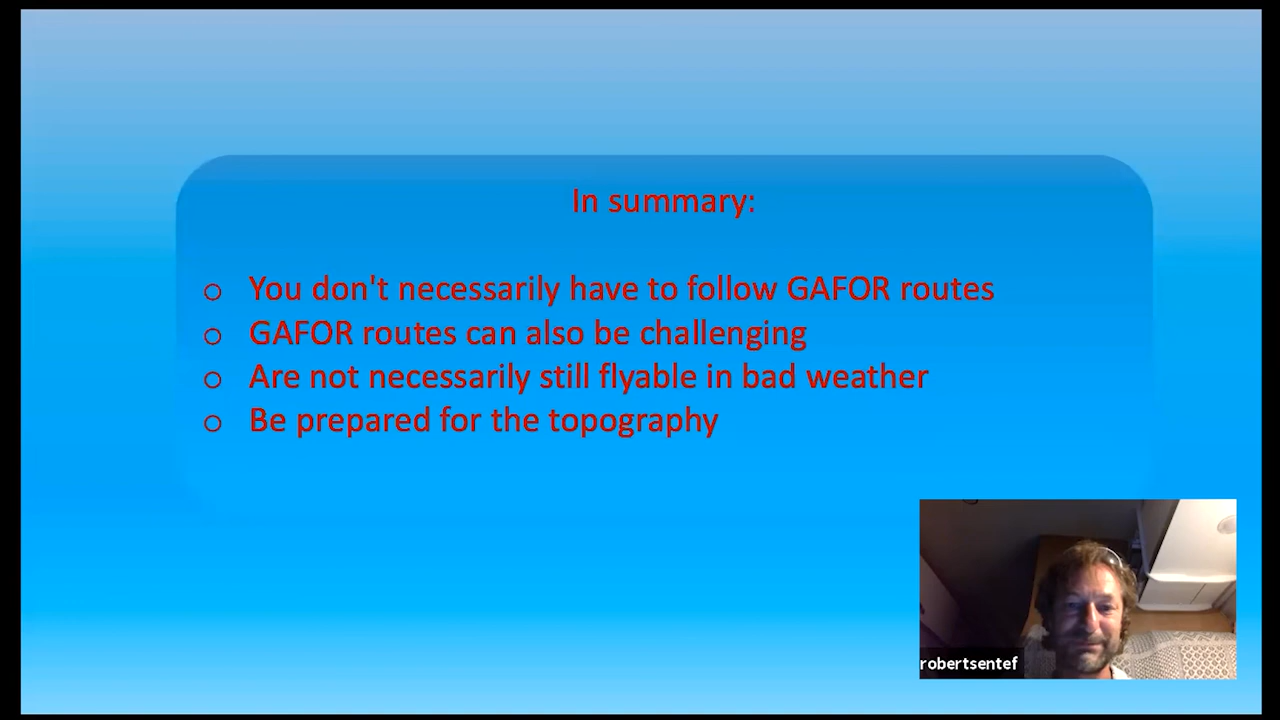 In summary:
o You don't necessarily have to follow GAFOR routes
o GAFOR routes can also be challenging
o Are not necessarily still flyable in bad weather
o Be prepared for the topography
robertsentef